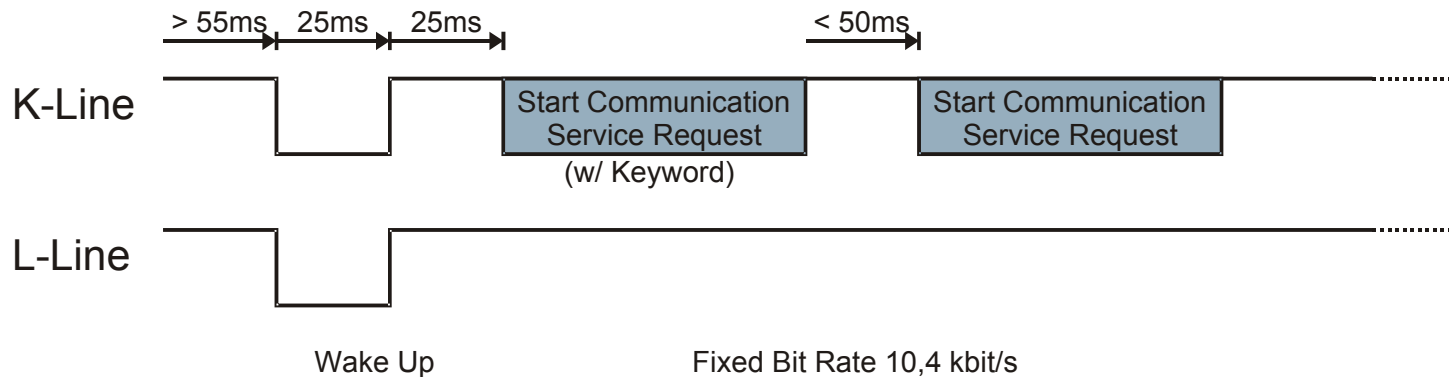 > 55ms 25ms 25ms < 50ms
K-Line
Start Communication
Service Request
(w/ Keyword)
Start Communication
Service Request
L-Line
Wake Up Fixed Bit Rate 10,4 kbit/s